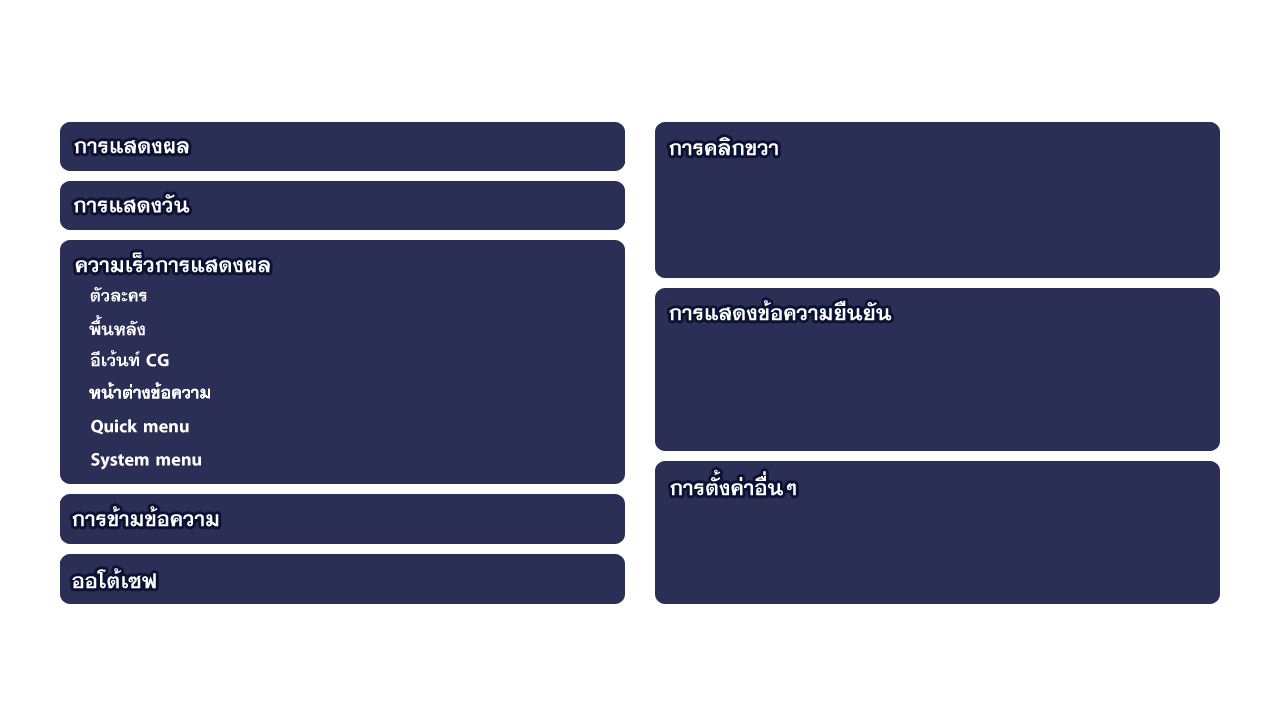 การแสดงผล
การแสดงวัน
ความเร็วการแสดงผล
ตัวละคร
พื้นหลัง
อีเว้นท์ CG
หน้าต่างข้อความ
Quick menu
System menu
การข้ามข้อความ
ออโต้เซฟ
การคลิกขวา
การแสดงข้อความยืนยัน
การตั้งค่าอื่นๆ